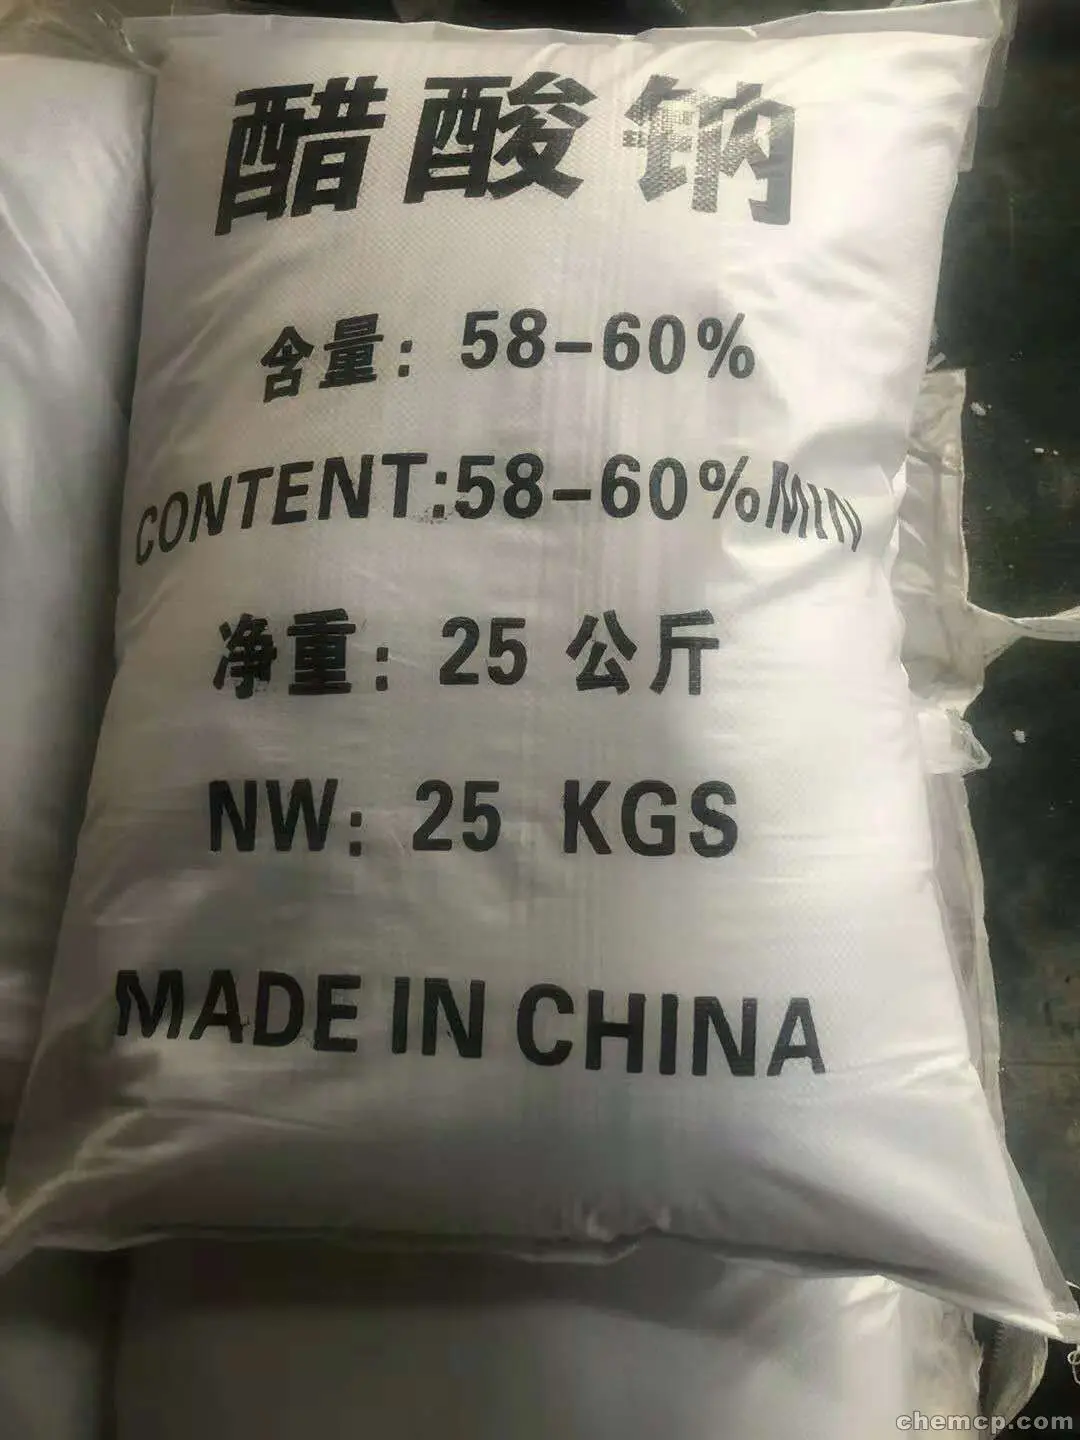 醋酸钠
含量: 58-60%
CONTENT:58-60%MIN
净重: 25 公斤
NW: 25 KGS
MADE IN CHINA
chemcp.com